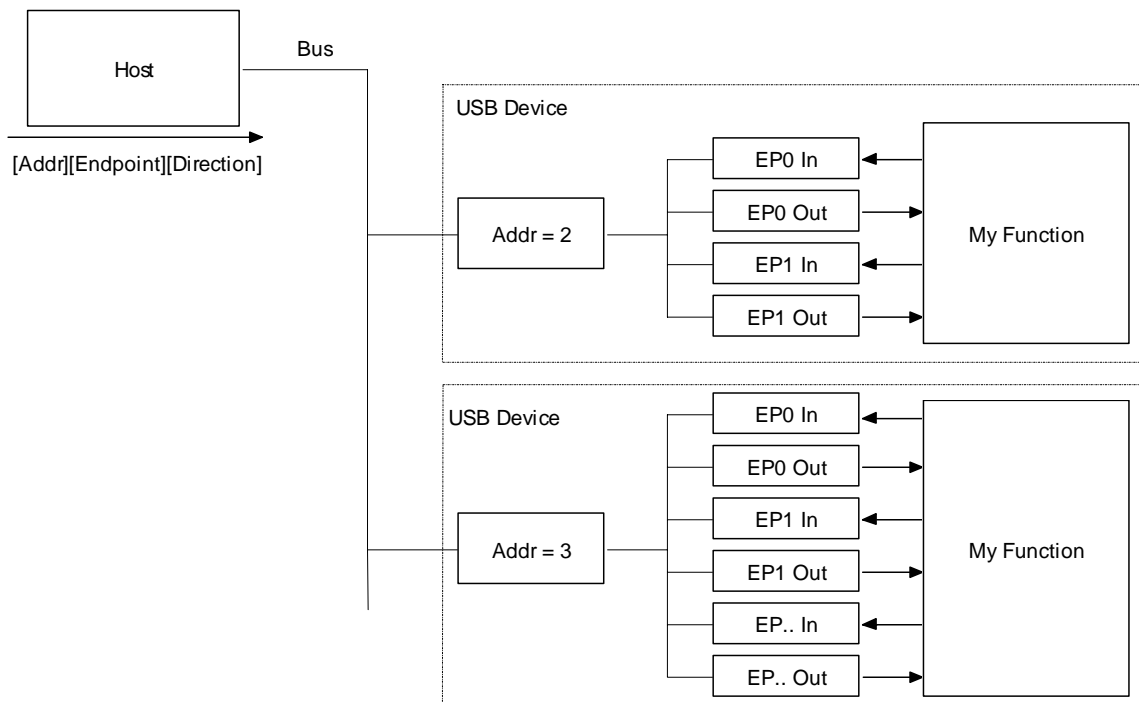 Host
Bus
[Addr][Endpoint][Direction]
USB Device
Addr = 2
EP0 In
EP0 Out
EP1 In
EP1 Out
My Function
USB Device
Addr = 3
EP0 In
EP0 Out
EP1 In
EP1 Out
EP.. In
EP.. Out
My Function